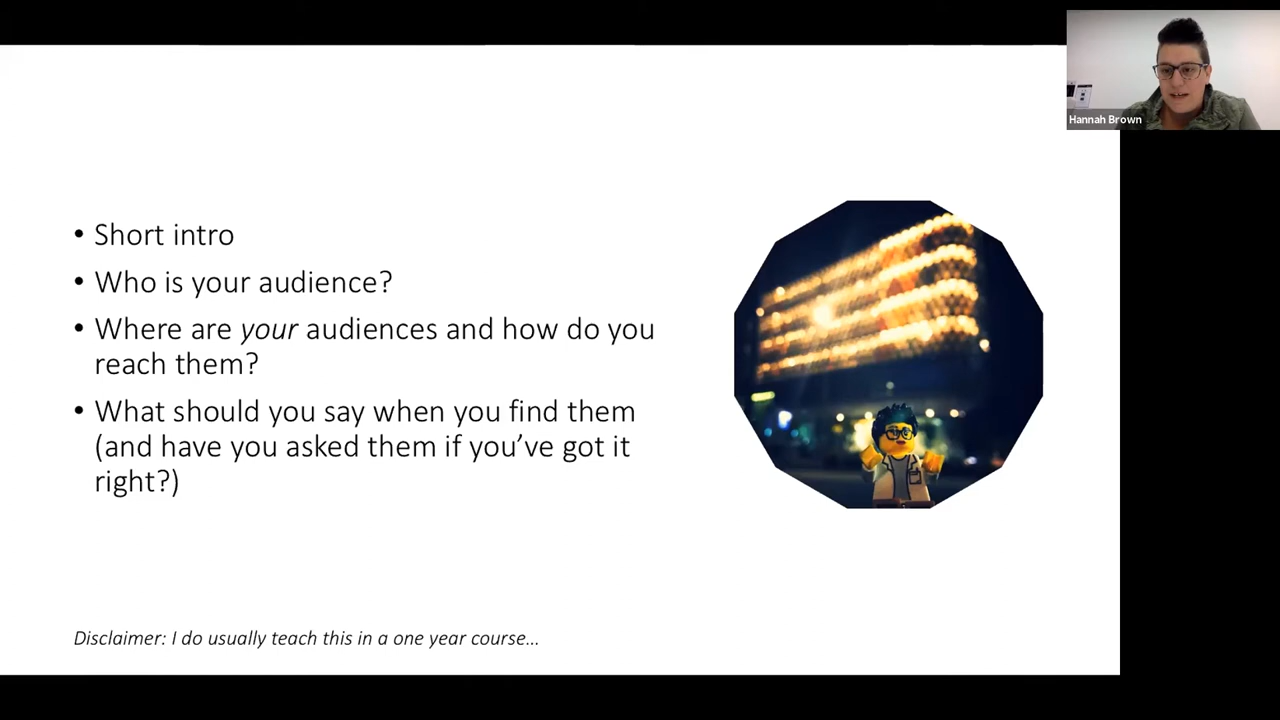 Hannah Brown
• Short intro
• Who is your audience?
• Where are your audiences and how do you
reach them?
• What should you say when you find them
(and have you asked them if you’ve got it
right?)
Disclaimer: I do usually teach this in a one year course…